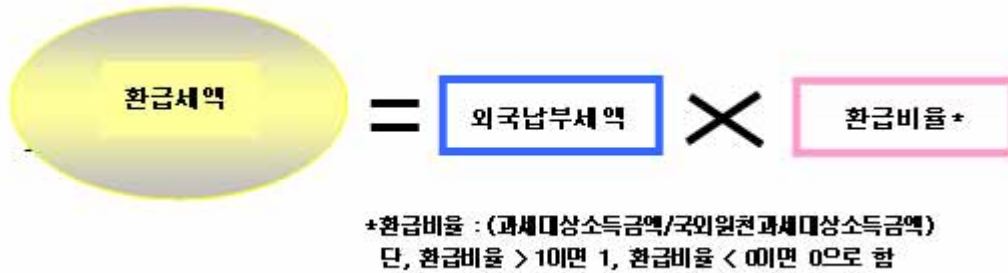 환급세액 = 외국납부세액 × 환급비율*
*환급비율 : (과세대상소득금액/국외원천과세대상소득금액)
단, 환급비율 > 1이면 1, 환급비율 < 0이면 0으로 함